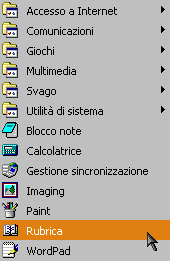 Accesso a Internet
Comunicazioni
Giochi
Multimedia
Svago
Utilità di sistema
Blocco note
Calcolatrice
Gestione sincronizzazione
Imaging
Paint
Rubrica
WordPad